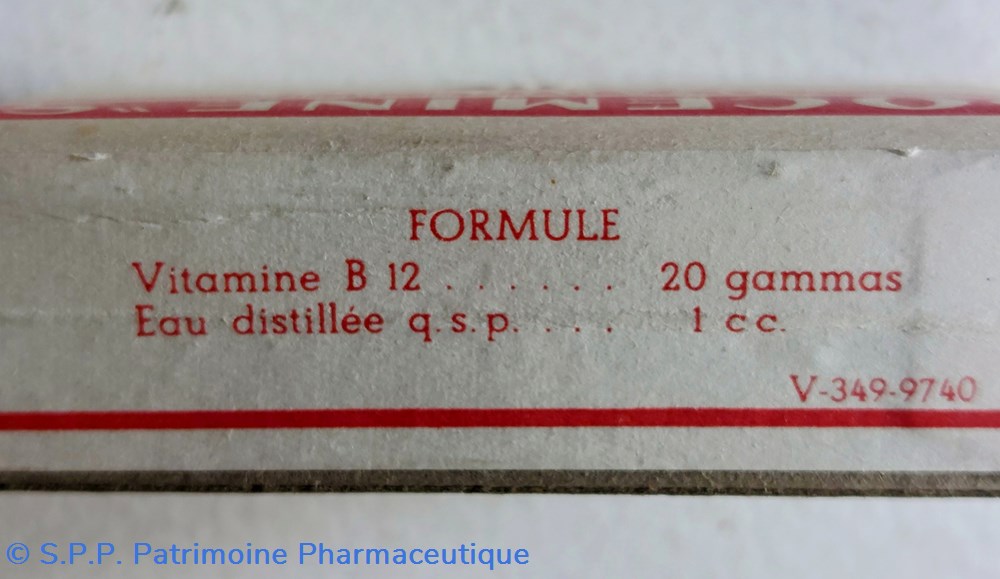 FORMULE
Vitamine B 12 . . . . . . 20 gammas
Eau distillée q.s.p. . . . . 1 cc.
V-349-9740
© S.P.P. Patrimoine Pharmaceutique